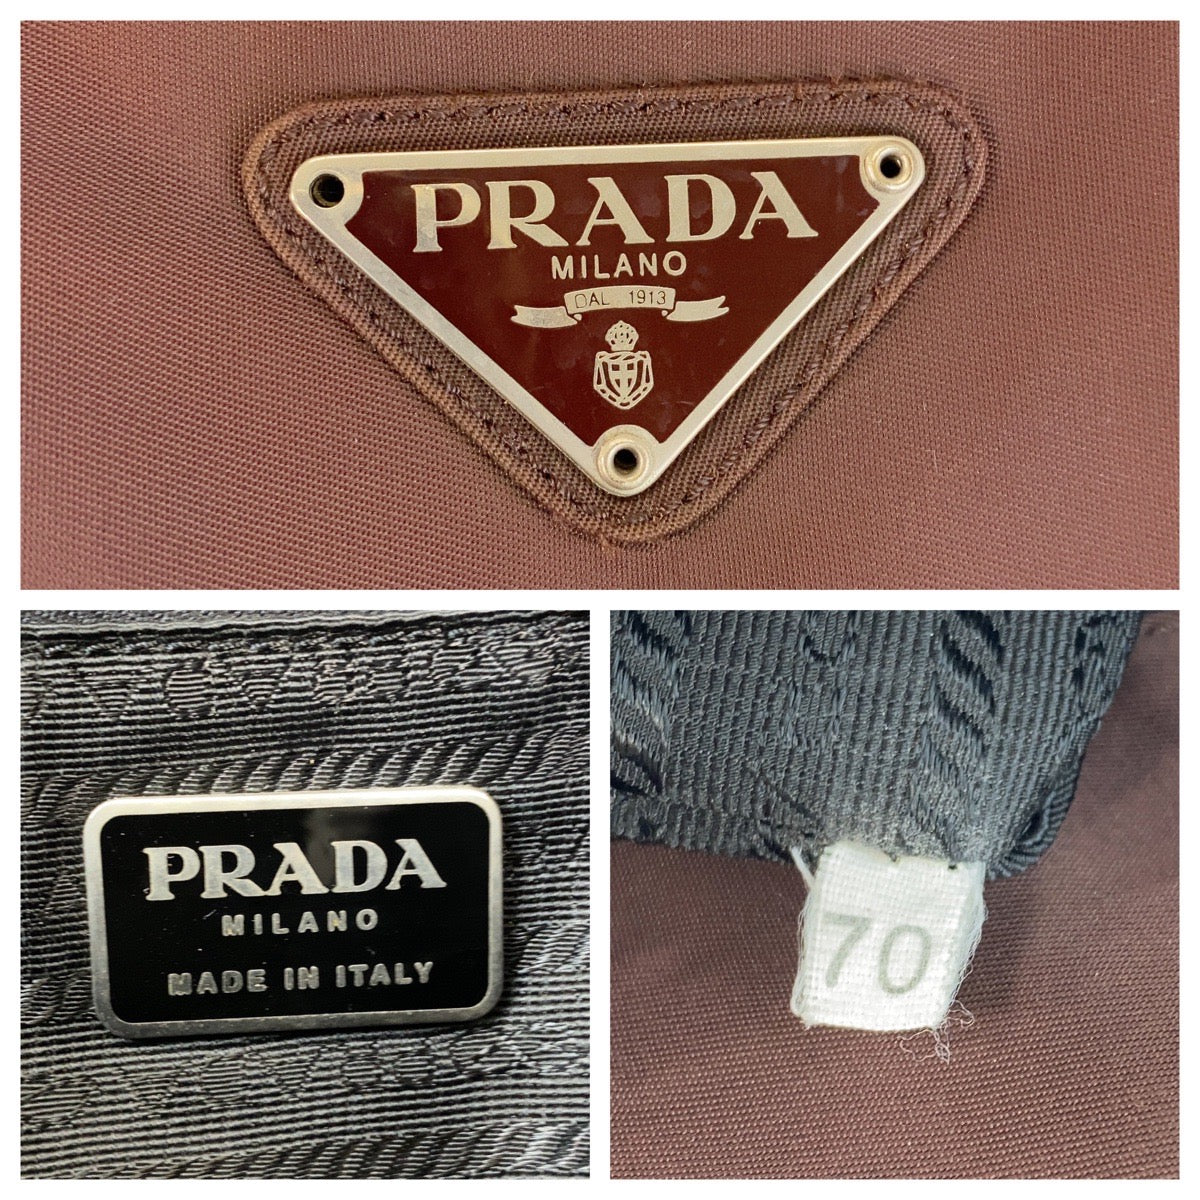 PRADA
MILANO
DAL 1913
PRADA
MILANO
MADE IN ITALY
70